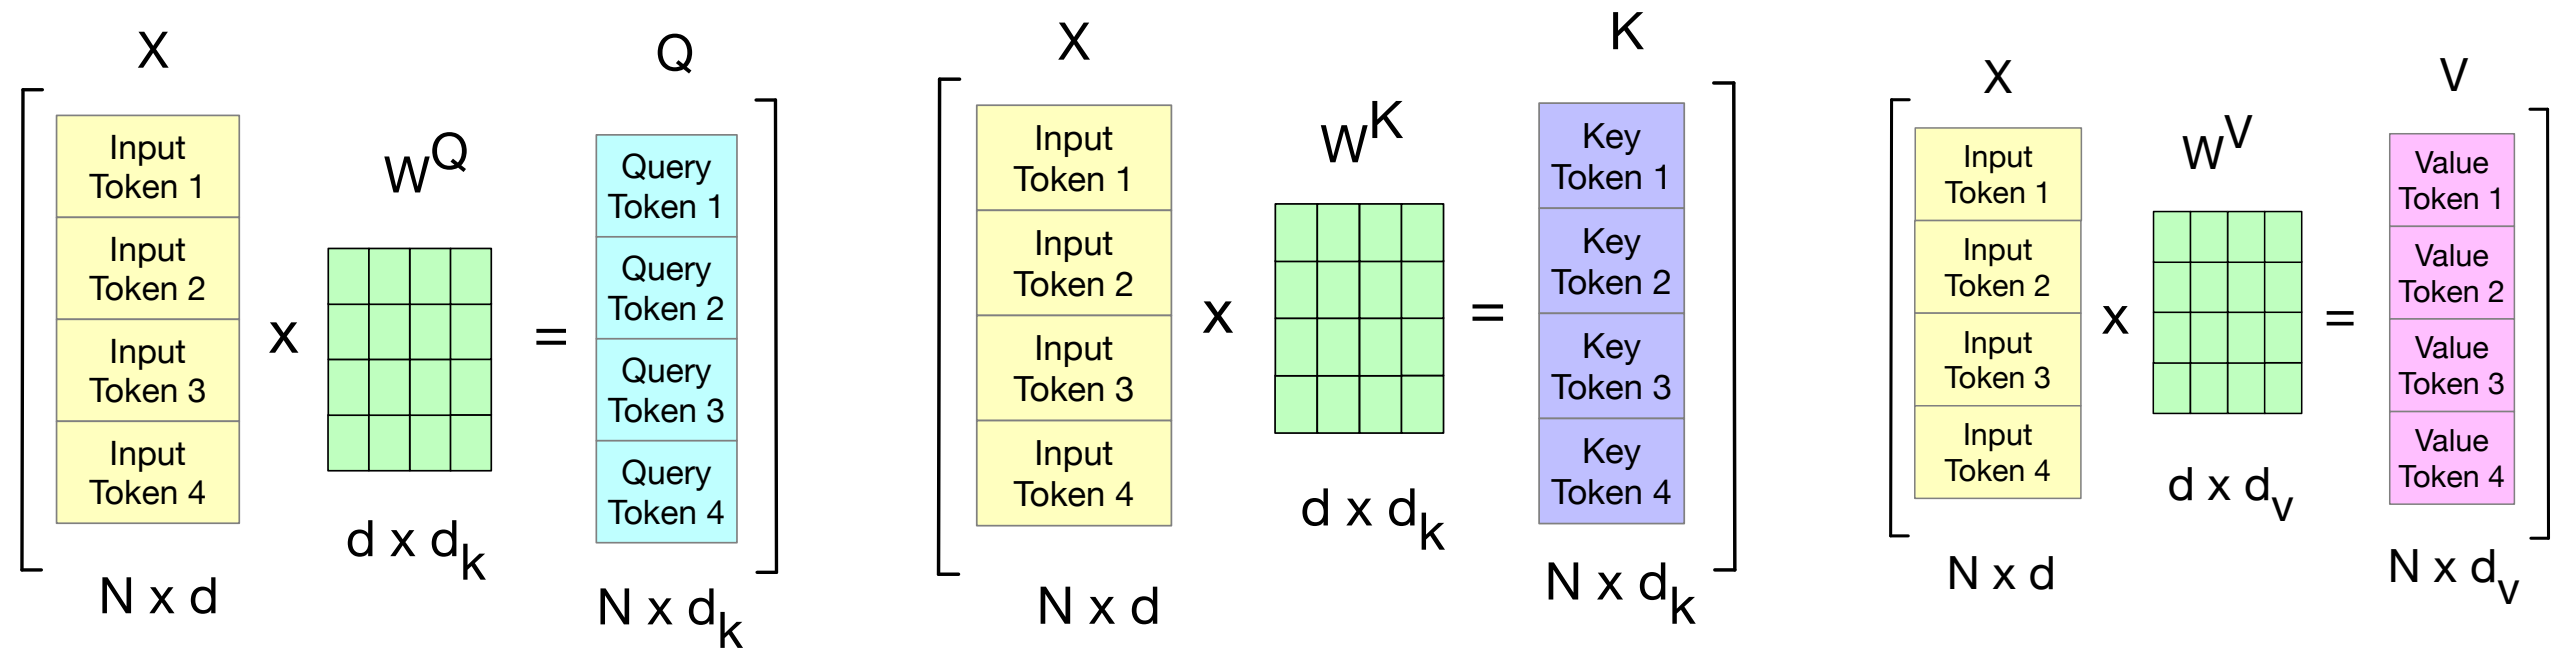 X
Input
Token 1
Input
Token 2
Input
Token 3
Input
Token 4
N x d
x
W^Q
d x d_k
=
Q
Query
Token 1
Query
Token 2
Query
Token 3
Query
Token 4
N x d_k
X
Input
Token 1
Input
Token 2
Input
Token 3
Input
Token 4
N x d
x
W^K
d x d_k
=
K
Key
Token 1
Key
Token 2
Key
Token 3
Key
Token 4
N x d_k
X
Input
Token 1
Input
Token 2
Input
Token 3
Input
Token 4
N x d
x
W^V
d x d_v
=
V
Value
Token 1
Value
Token 2
Value
Token 3
Value
Token 4
N x d_v